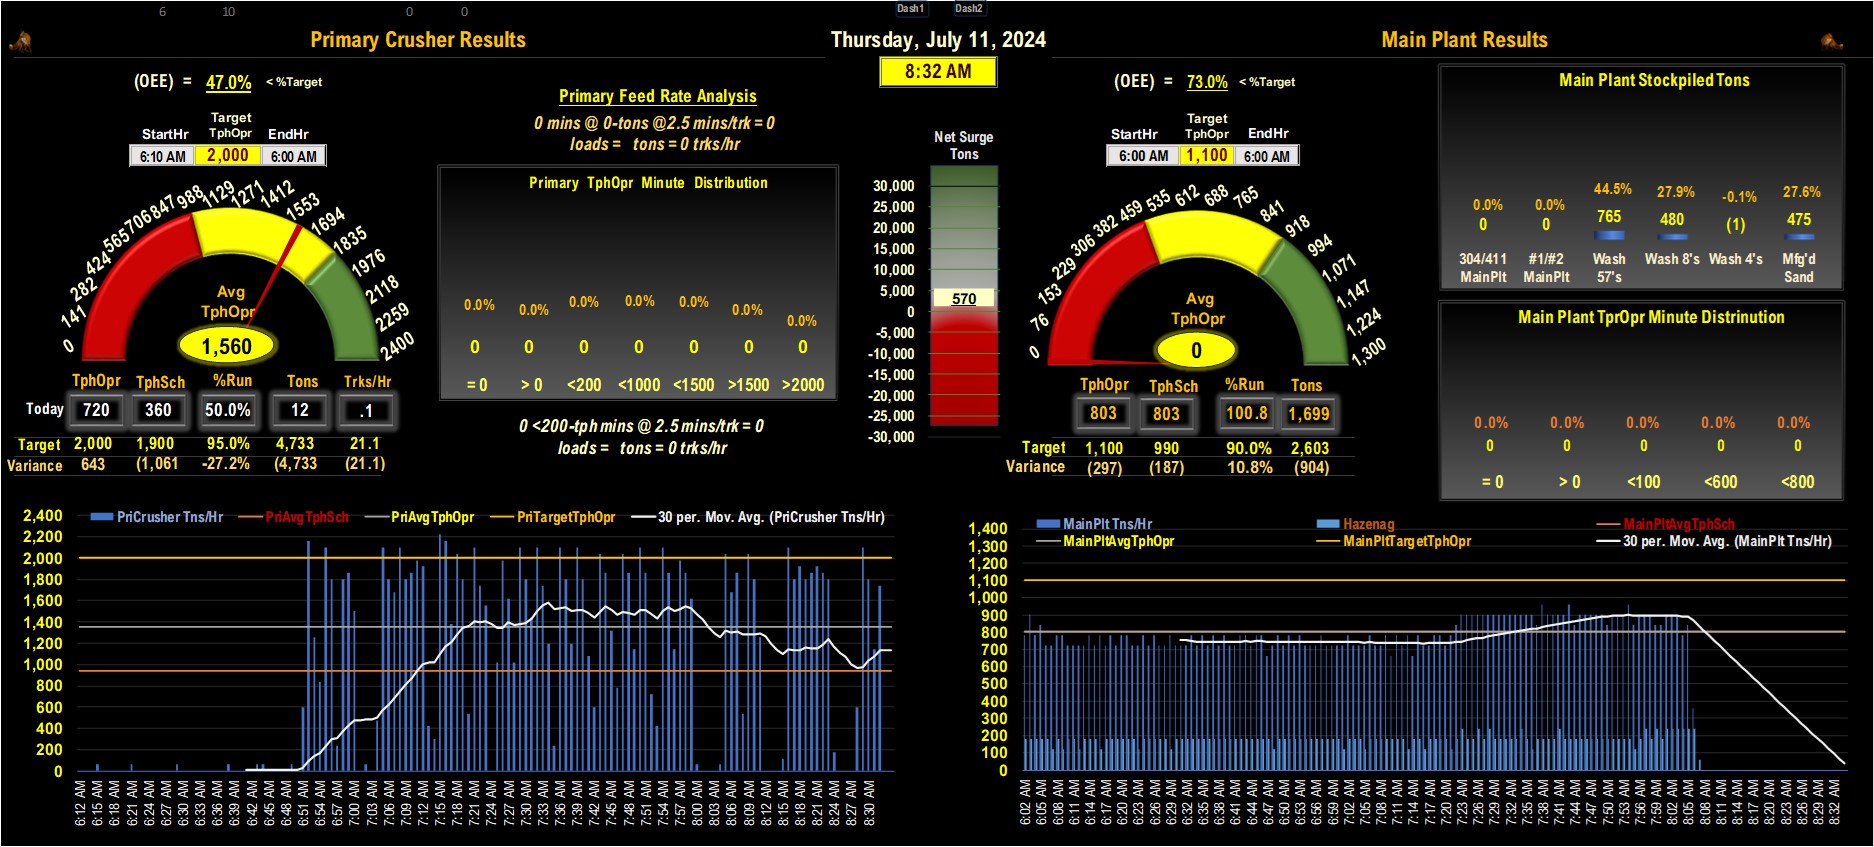 6 10 0 0 Dash1 Dash2
Primary Crusher Results
Thursday, July 11, 2024
Main Plant Results
8:32 AM
(OEE) = 47.0% < %Target
StartHr Target TphOpr EndHr
6:10 AM 2,000 6:00 AM
0 141 282 424 565 706 847 988 1129 1271 1412 1553 1694 1835 1976 2118 2259 2400
Avg
TphOpr
1,560
TphOpr TphSch %Run Tons Trks/Hr
Today 720 360 50.0% 12 .1
Target 2,000 1,900 95.0% 4,733 21.1
Variance 643 (1,061 -27.2% (4,733 (21.1)
Primary Feed Rate Analysis
0 mins @ 0-tons @2.5 mins/trk = 0
loads = tons = 0 trks/hr
Primary TphOpr Minute Distribution
0.0% 0.0% 0.0% 0.0% 0.0% 0.0% 0.0%
0 0 0 0 0 0 0
= 0 > 0 <200 <1000 <1500 >1500 >2000
0 <200-tph mins @ 2.5 mins/trk = 0
loads = tons = 0 trks/hr
Net Surge
Tons
30,000
25,000
20,000
15,000
10,000
5,000
570
0
-5,000
-10,000
-15,000
-20,000
-25,000
-30,000
(OEE) = 73.0% < %Target
StartHr Target TphOpr EndHr
6:00 AM 1,100 6:00 AM
0 76 153 229 306 382 459 535 612 688 765 841 918 994 1,071 1,147 1,224 1,300
Avg
TphOpr
0
TphOpr TphSch %Run Tons
803 803 100.8 1,699
Target 1,100 990 90.0% 2,603
Variance (297) (187) 10.8% (904)
Main Plant Stockpiled Tons
0.0% 0.0% 44.5% 27.9% -0.1% 27.6%
0 0 765 480 (1) 475
304/411 #1/#2 Wash Wash 8's Wash 4's Mfg'd
MainPlt MainPlt 57's Sand
Main Plant TprOpr Minute Distrinution
0.0% 0.0% 0.0% 0.0% 0.0%
0 0 0 0 0
= 0 > 0 <100 <600 <800
PriCrusher Tns/Hr PriAvgTphSch PriAvgTphOpr PriTargetTphOpr 30 per. Mov. Avg. (PriCrusher Tns/Hr)
2,400
2,200
2,000
1,800
1,600
1,400
1,200
1,000
800
600
400
200
0
6:12 AM 6:15 AM 6:18 AM 6:21 AM 6:24 AM 6:27 AM 6:30 AM 6:33 AM 6:36 AM 6:39 AM 6:42 AM 6:45 AM 6:48 AM 6:51 AM 6:54 AM 6:57 AM 7:00 AM 7:03 AM 7:06 AM 7:09 AM 7:12 AM 7:15 AM 7:18 AM 7:21 AM 7:24 AM 7:27 AM 7:30 AM 7:33 AM 7:36 AM 7:39 AM 7:42 AM 7:45 AM 7:48 AM 7:51 AM 7:54 AM 7:57 AM 8:00 AM 8:03 AM 8:06 AM 8:09 AM 8:12 AM 8:15 AM 8:18 AM 8:21 AM 8:24 AM 8:27 AM 8:30 AM
MainPlt Tns/Hr Hazenag MainPltAvgTphSch
MainPltAvgTphOpr MainPltTargetTphOpr 30 per. Mov. Avg. (MainPlt Tns/Hr)
1,400
1,300
1,200
1,100
1,000
900
800
700
600
500
400
300
200
100
0
6:02 AM 6:05 AM 6:08 AM 6:11 AM 6:14 AM 6:17 AM 6:20 AM 6:23 AM 6:26 AM 6:29 AM 6:32 AM 6:35 AM 6:38 AM 6:41 AM 6:44 AM 6:47 AM 6:50 AM 6:53 AM 6:56 AM 6:59 AM 7:02 AM 7:05 AM 7:08 AM 7:11 AM 7:14 AM 7:17 AM 7:20 AM 7:23 AM 7:26 AM 7:29 AM 7:32 AM 7:35 AM 7:38 AM 7:41 AM 7:44 AM 7:47 AM 7:50 AM 7:53 AM 7:56 AM 7:59 AM 8:02 AM 8:05 AM 8:08 AM 8:11 AM 8:14 AM 8:17 AM 8:20 AM 8:23 AM 8:26 AM 8:29 AM 8:32 AM